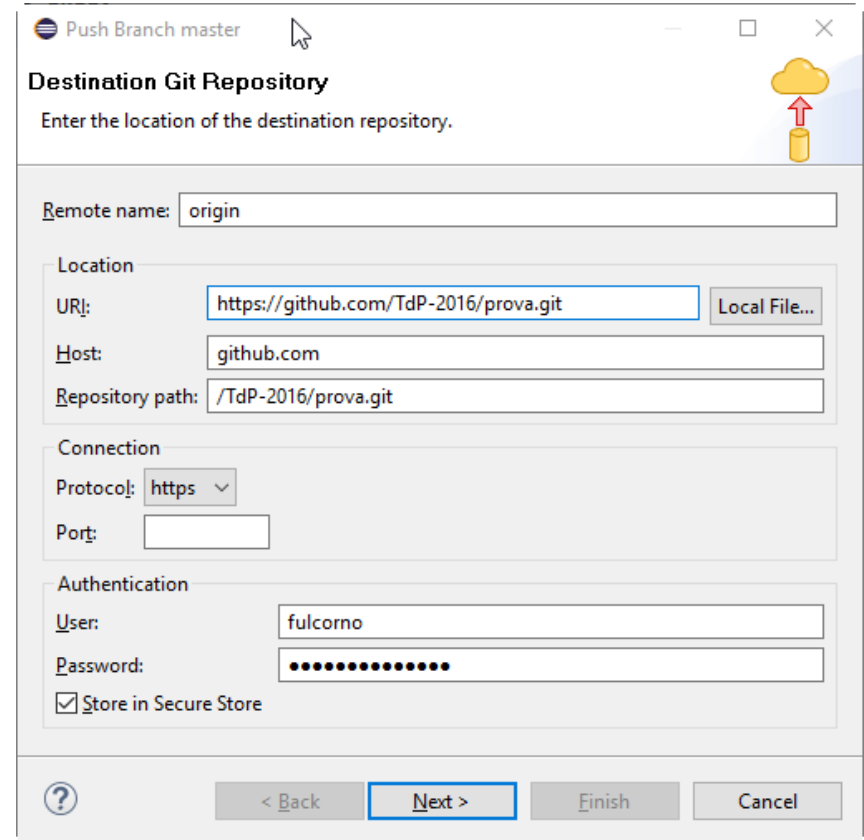 Push Branch master
Destination Git Repository
Enter the location of the destination repository.
Remote name: origin
Location
URI: https://github.com/TdP-2016/prova.git Local File...
Host: github.com
Repository path: /TdP-2016/prova.git
Connection
Protocol: https
Port:
Authentication
User: fulcorno
Password: ●●●●●●●●●●●●●●
Store in Secure Store
? < Back Next > Finish Cancel